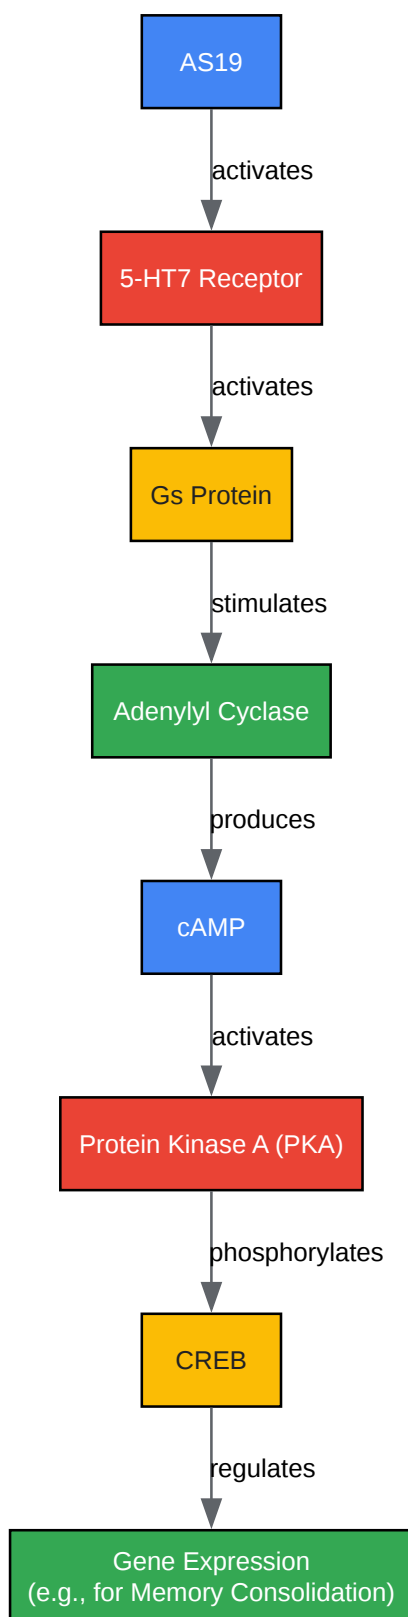 AS19
activates
5-HT7 Receptor
activates
Gs Protein
stimulates
Adenylyl Cyclase
produces
cAMP
activates
Protein Kinase A (PKA)
phosphorylates
CREB
regulates
Gene Expression
(e.g., for Memory Consolidation)